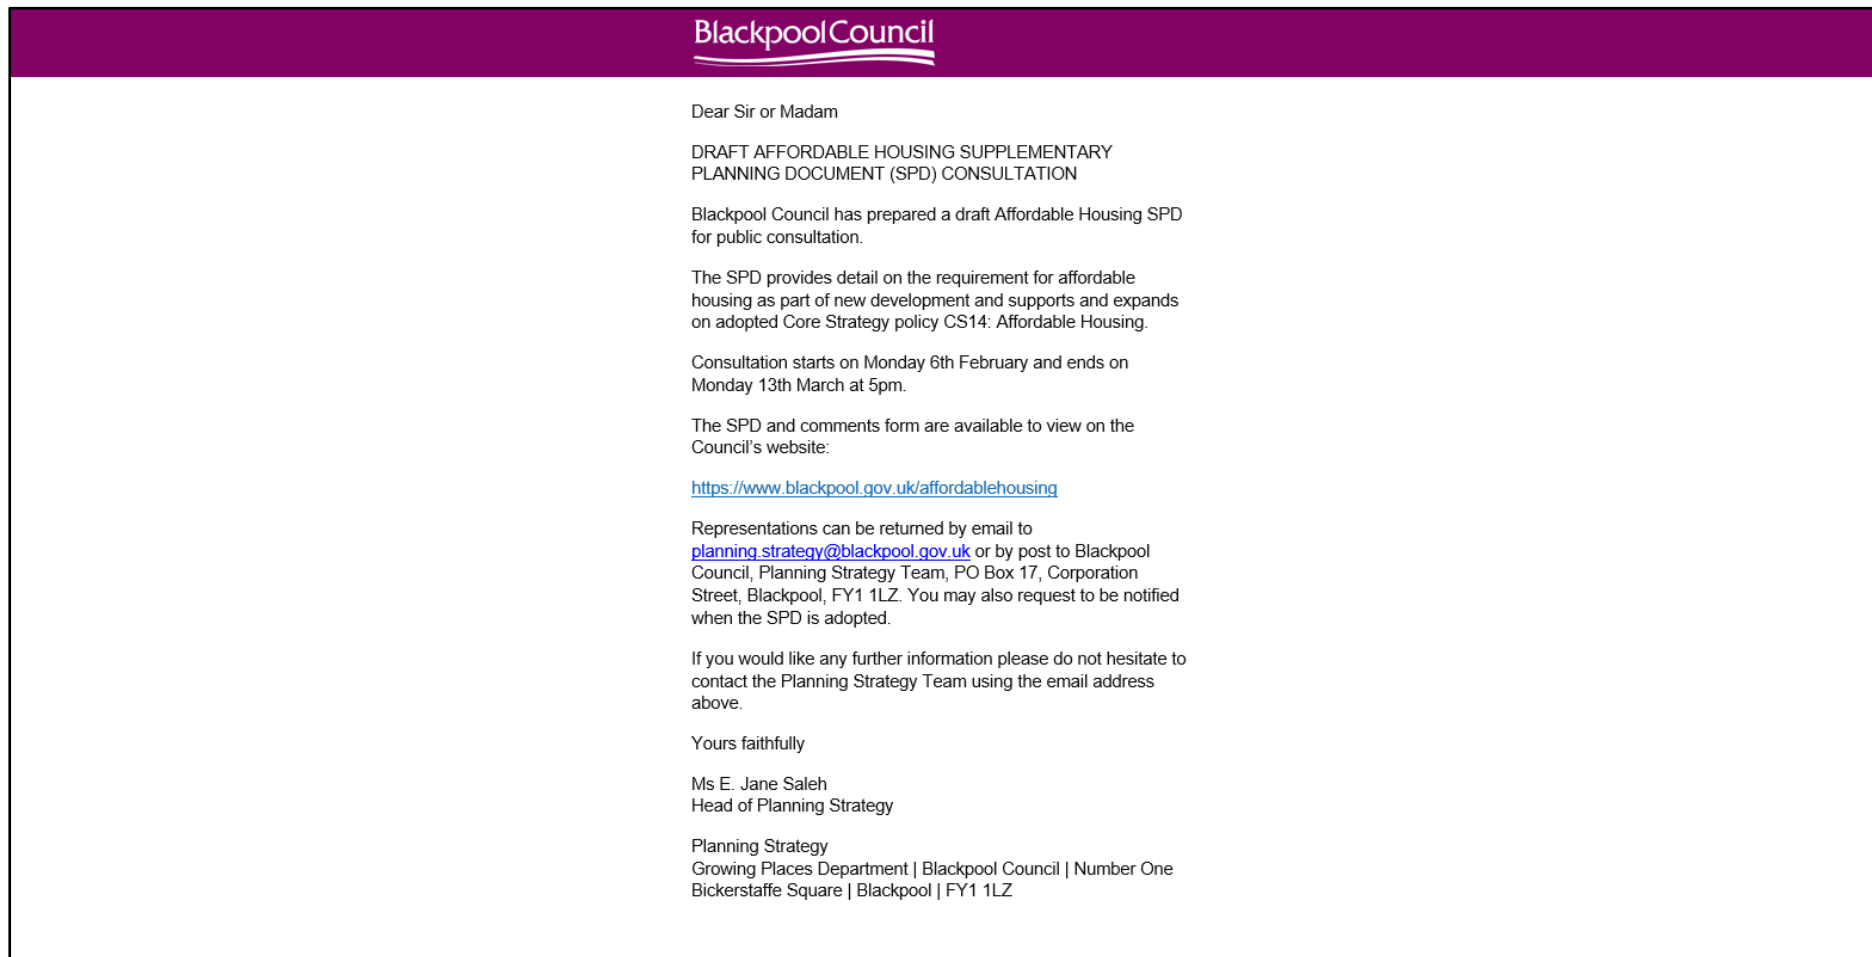 Blackpool Council
Dear Sir or Madam
DRAFT AFFORDABLE HOUSING SUPPLEMENTARY
PLANNING DOCUMENT (SPD) CONSULTATION
Blackpool Council has prepared a draft Affordable Housing SPD
for public consultation.
The SPD provides detail on the requirement for affordable
housing as part of new development and supports and expands
on adopted Core Strategy policy CS14: Affordable Housing.
Consultation starts on Monday 6th February and ends on
Monday 13th March at 5pm.
The SPD and comments form are available to view on the
Council’s website:
https://www.blackpool.gov.uk/affordablehousing
Representations can be returned by email to
planning.strategy@blackpool.gov.uk or by post to Blackpool
Council, Planning Strategy Team, PO Box 17, Corporation
Street, Blackpool, FY1 1LZ. You may also request to be notified
when the SPD is adopted.
If you would like any further information please do not hesitate to
contact the Planning Strategy Team using the email address
above.
Yours faithfully
Ms E. Jane Saleh
Head of Planning Strategy
Planning Strategy
Growing Places Department | Blackpool Council | Number One
Bickerstaffe Square | Blackpool | FY1 1LZ